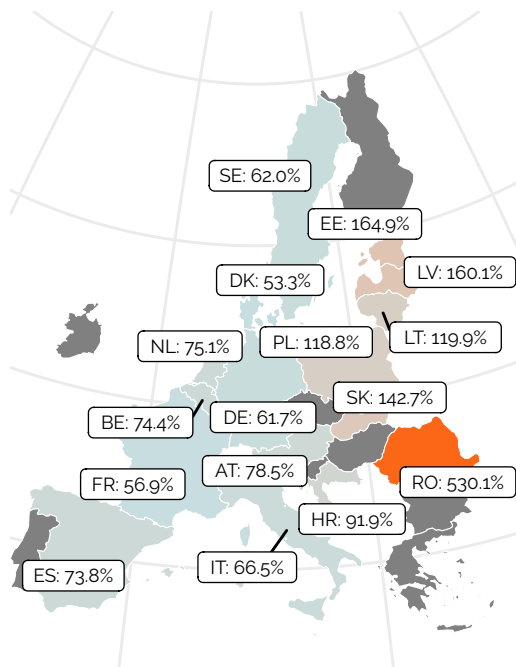 SE: 62.0%
EE: 164.9%
LV: 160.1%
DK: 53.3%
LT: 119.9%
NL: 75.1%
PL: 118.8%
SK: 142.7%
BE: 74.4%
DE: 61.7%
AT: 78.5%
FR: 56.9%
RO: 530.1%
HR: 91.9%
IT: 66.5%
ES: 73.8%